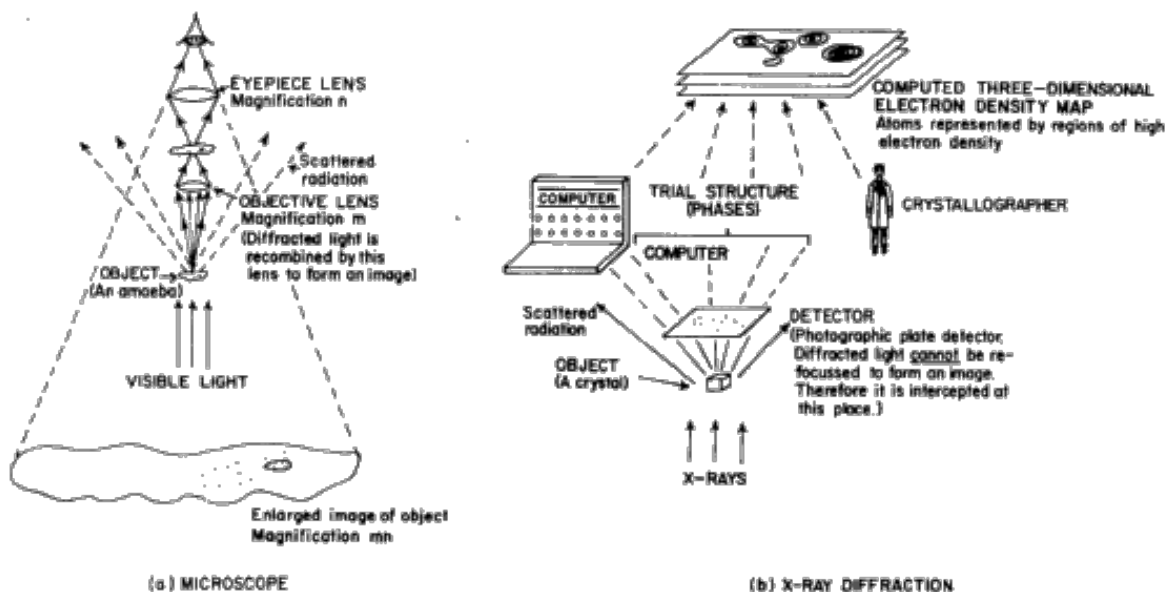 EYEPIECE LENS
Magnification n
Scattered
radiation
OBJECTIVE LENS
Magnification m
(Diffracted light is
recombined by this
lens to form an image)
OBJECT
(An amoeba)
VISIBLE LIGHT
Enlarged image of object
Magnification mn
(a) MICROSCOPE
COMPUTED THREE-DIMENSIONAL
ELECTRON DENSITY MAP
Atoms represented by regions of high
electron density
COMPUTER
TRIAL STRUCTURE
(PHASES)
CRYSTALLOGRAPHER
COMPUTER
Scattered
radiation
DETECTOR
(Photographic plate detector.
Diffracted light cannot be re-
focussed to form an image.
Therefore it is intercepted at
this place.)
OBJECT
(A crystal)
X-RAYS
(b) X-RAY DIFFRACTION